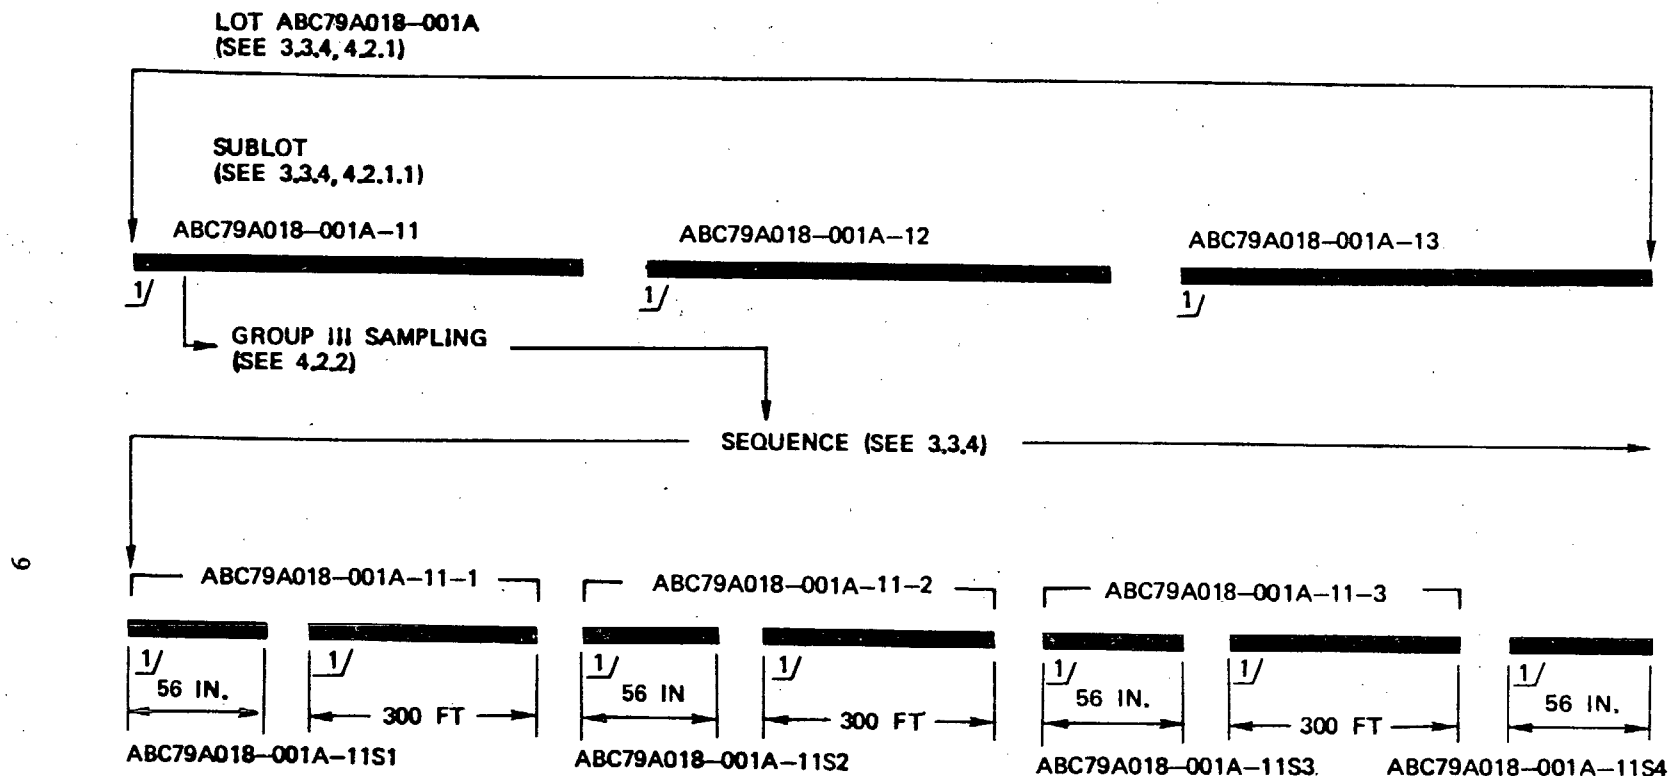 LOT ABC79A018-001A
(SEE 3.3.4, 4.2.1)
SUBLOT
(SEE 3.3.4, 4.2.1.1)
ABC79A018-001A-11
ABC79A018-001A-12
ABC79A018-001A-13
1/
1/
1/
GROUP III SAMPLING
(SEE 4.2.2)
SEQUENCE (SEE 3.3.4)
6
ABC79A018-001A-11-1
ABC79A018-001A-11-2
ABC79A018-001A-11-3
1/
1/
1/
1/
1/
1/
1/
56 IN.
300 FT
56 IN
300 FT
56 IN.
300 FT
56 IN.
ABC79A018-001A-11S1
ABC79A018-001A-11S2
ABC79A018-001A-11S3.
ABC79A018-001A-11S4